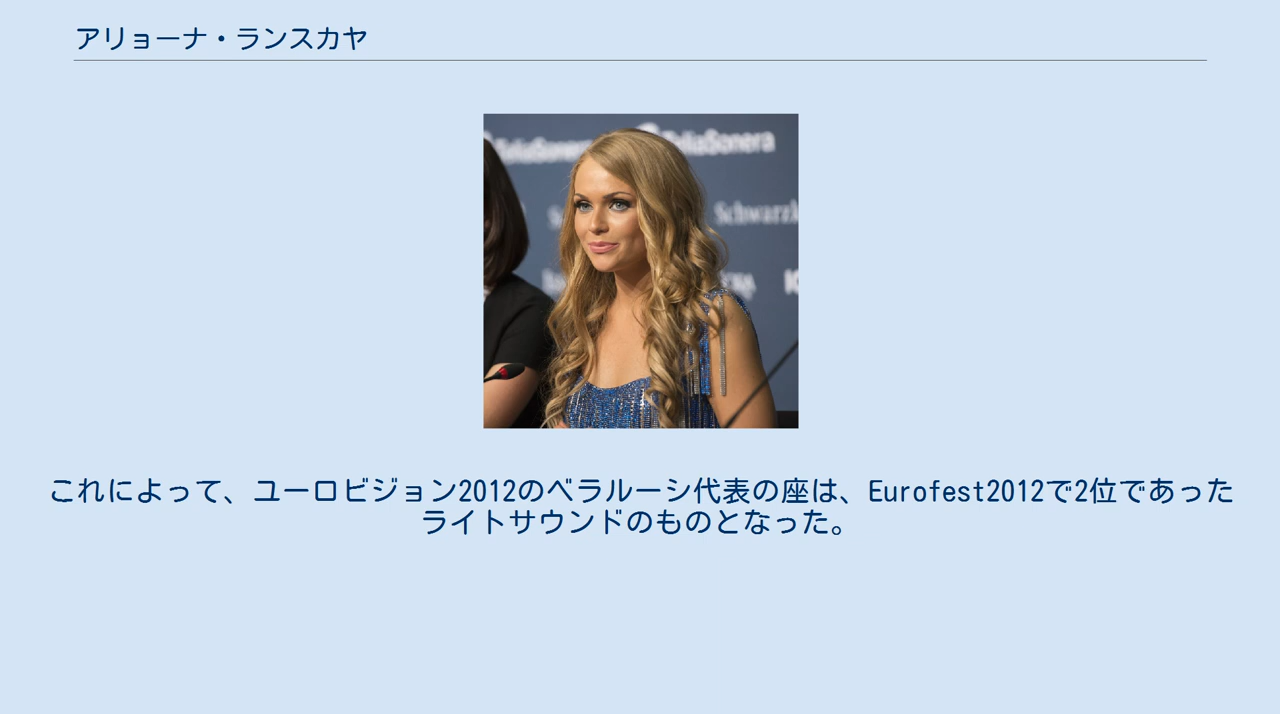 アリョーナ・ランスカヤ
TeliaSonera
TeliaSonera
これによって、ユーロビジョン2012のベラルーシ代表の座は、Eurofest2012で2位であった
ライトサウンドのものとなった。